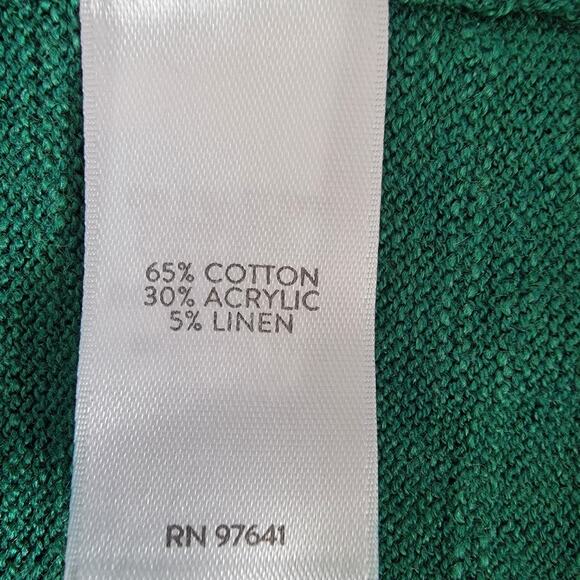 65% COTTON
30% ACRYLIC
5% LINEN
RN 97641